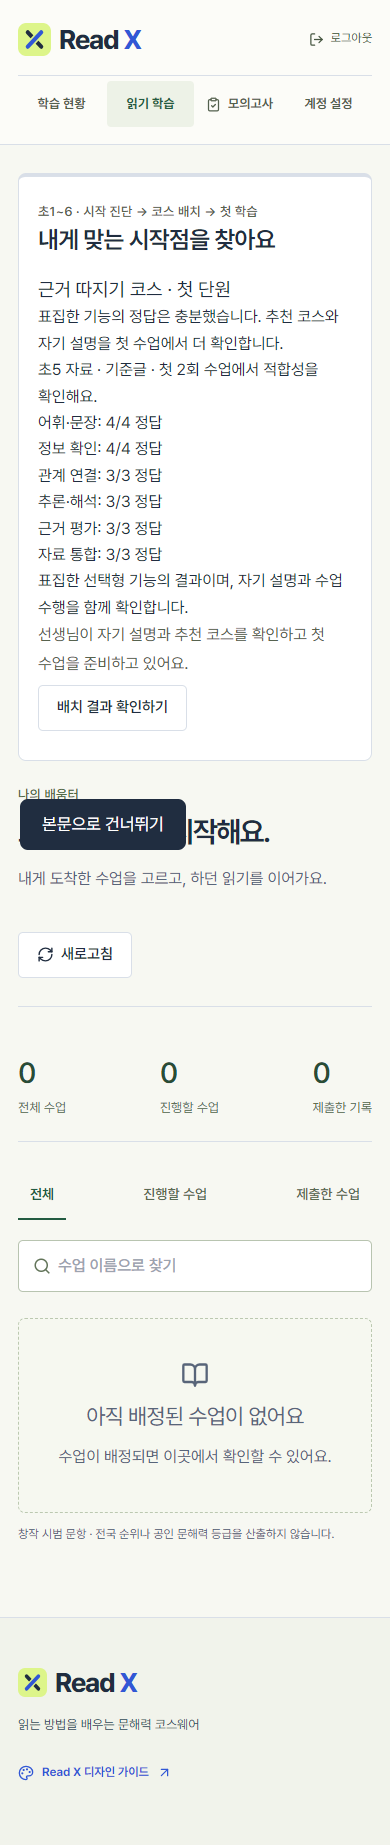 Read X
로그아웃
학습 현황
읽기 학습
모의고사
계정 설정
초1~6 · 시작 진단 → 코스 배치 → 첫 학습
내게 맞는 시작점을 찾아요
근거 따지기 코스 · 첫 단원
표집한 기능의 정답은 충분했습니다. 추천 코스와
자기 설명을 첫 수업에서 더 확인합니다.
초5 자료 · 기준글 · 첫 2회 수업에서 적합성을
확인해요.
어휘·문장: 4/4 정답
정보 확인: 4/4 정답
관계 연결: 3/3 정답
추론·해석: 3/3 정답
근거 평가: 3/3 정답
자료 통합: 3/3 정답
표집한 선택형 기능의 결과이며, 자기 설명과 수업
수행을 함께 확인합니다.
선생님이 자기 설명과 추천 코스를 확인하고 첫
수업을 준비하고 있어요.
배치 결과 확인하기
나의 배움터
본문으로 건너뛰기
작해요.
내게 도착한 수업을 고르고, 하던 읽기를 이어가요.
새로고침
0
전체 수업
0
진행할 수업
0
제출한 기록
전체
진행할 수업
제출한 수업
수업 이름으로 찾기
아직 배정된 수업이 없어요
수업이 배정되면 이곳에서 확인할 수 있어요.
창작 시범 문항 · 전국 순위나 공인 문해력 등급을 산출하지 않습니다.
Read X
읽는 방법을 배우는 문해력 코스웨어
Read X 디자인 가이드